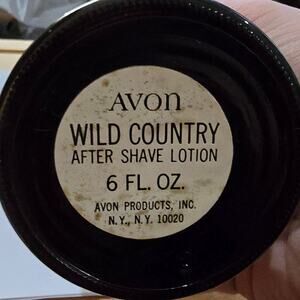 AVON
WILD COUNTRY
AFTER SHAVE LOTION
6 FL. OZ.
AVON PRODUCTS, INC.
N.Y., N.Y. 10020